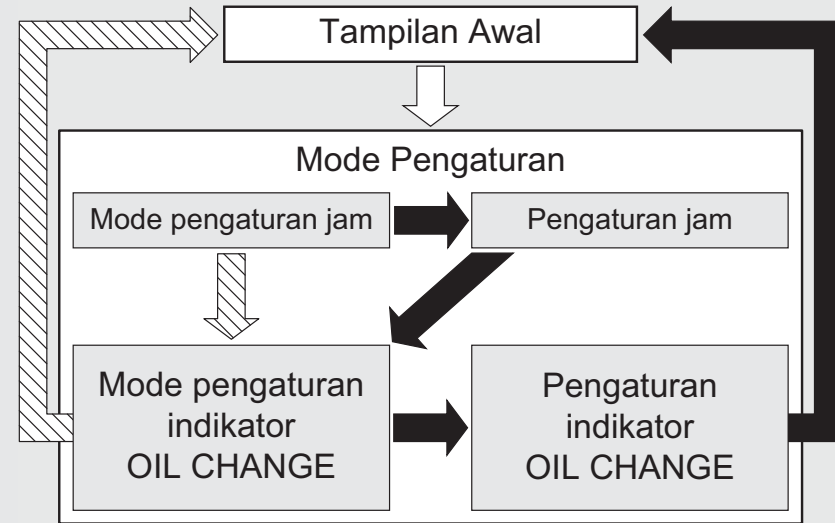 Tampilan Awal
Mode Pengaturan
Mode pengaturan jam
Pengaturan jam
Mode pengaturan
indikator
OIL CHANGE
Pengaturan
indikator
OIL CHANGE